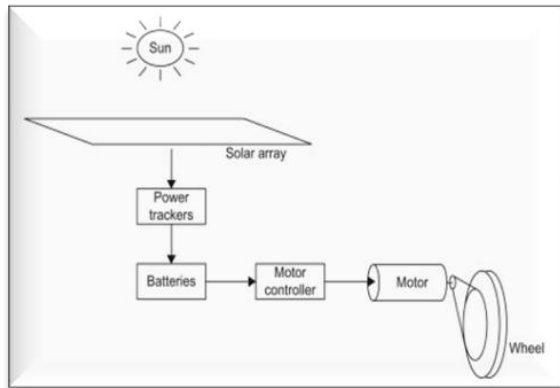 Sun
Solar array
Power
trackers
Batteries
Motor
controller
Motor
Wheel